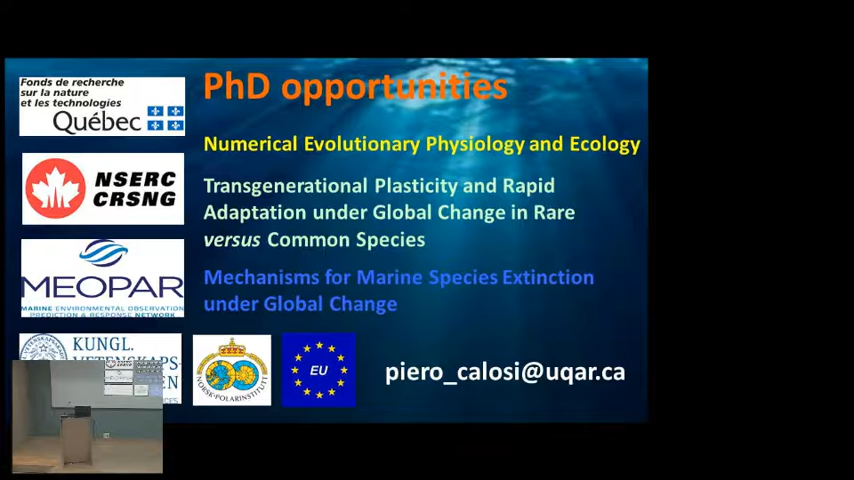 Fonds de recherche
sur la nature
et les technologies
Québec
NSERC
CRSNG
MEOPAR
MARINE ENVIRONMENTAL OBSERVATION
PREDICTION & RESPONSE NETWORK
KUNGL.
NORSK-POLARINSTITUTT
EU
PhD opportunities
Numerical Evolutionary Physiology and Ecology
Transgenerational Plasticity and Rapid
Adaptation under Global Change in Rare
versus Common Species
Mechanisms for Marine Species Extinction
under Global Change
piero_calosi@uqar.ca